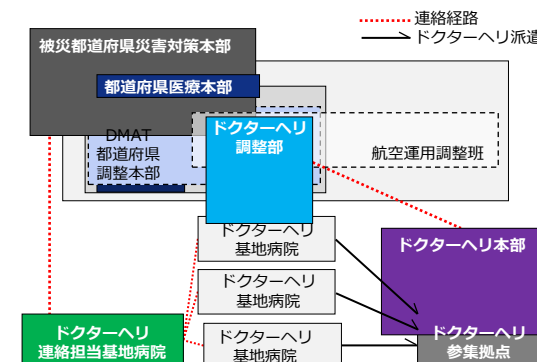 連絡経路
ドクターヘリ派遣
被災都道府県災害対策本部
都道府県医療本部
DMAT
都道府県
調整本部
ドクターヘリ
調整部
航空運用調整班
ドクターヘリ
基地病院
ドクターヘリ本部
ドクターヘリ
基地病院
ドクターヘリ
連絡担当基地病院
ドクターヘリ
基地病院
ドクターヘリ
参集拠点